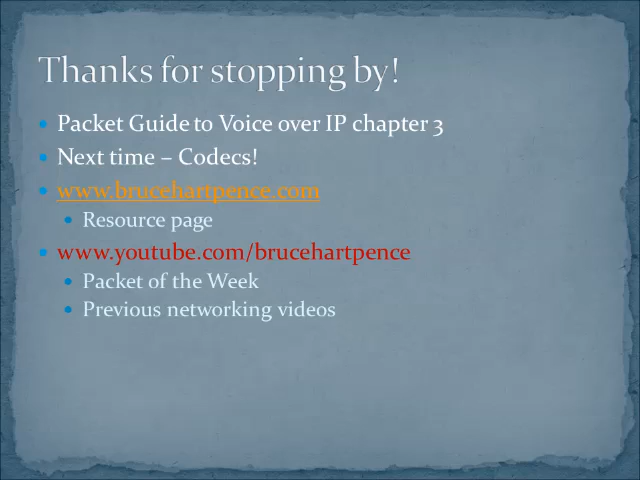 Thanks for stopping by!
Packet Guide to Voice over IP chapter 3
Next time – Codecs!
www.brucehartpence.com
Resource page
www.youtube.com/brucehartpence
Packet of the Week
Previous networking videos